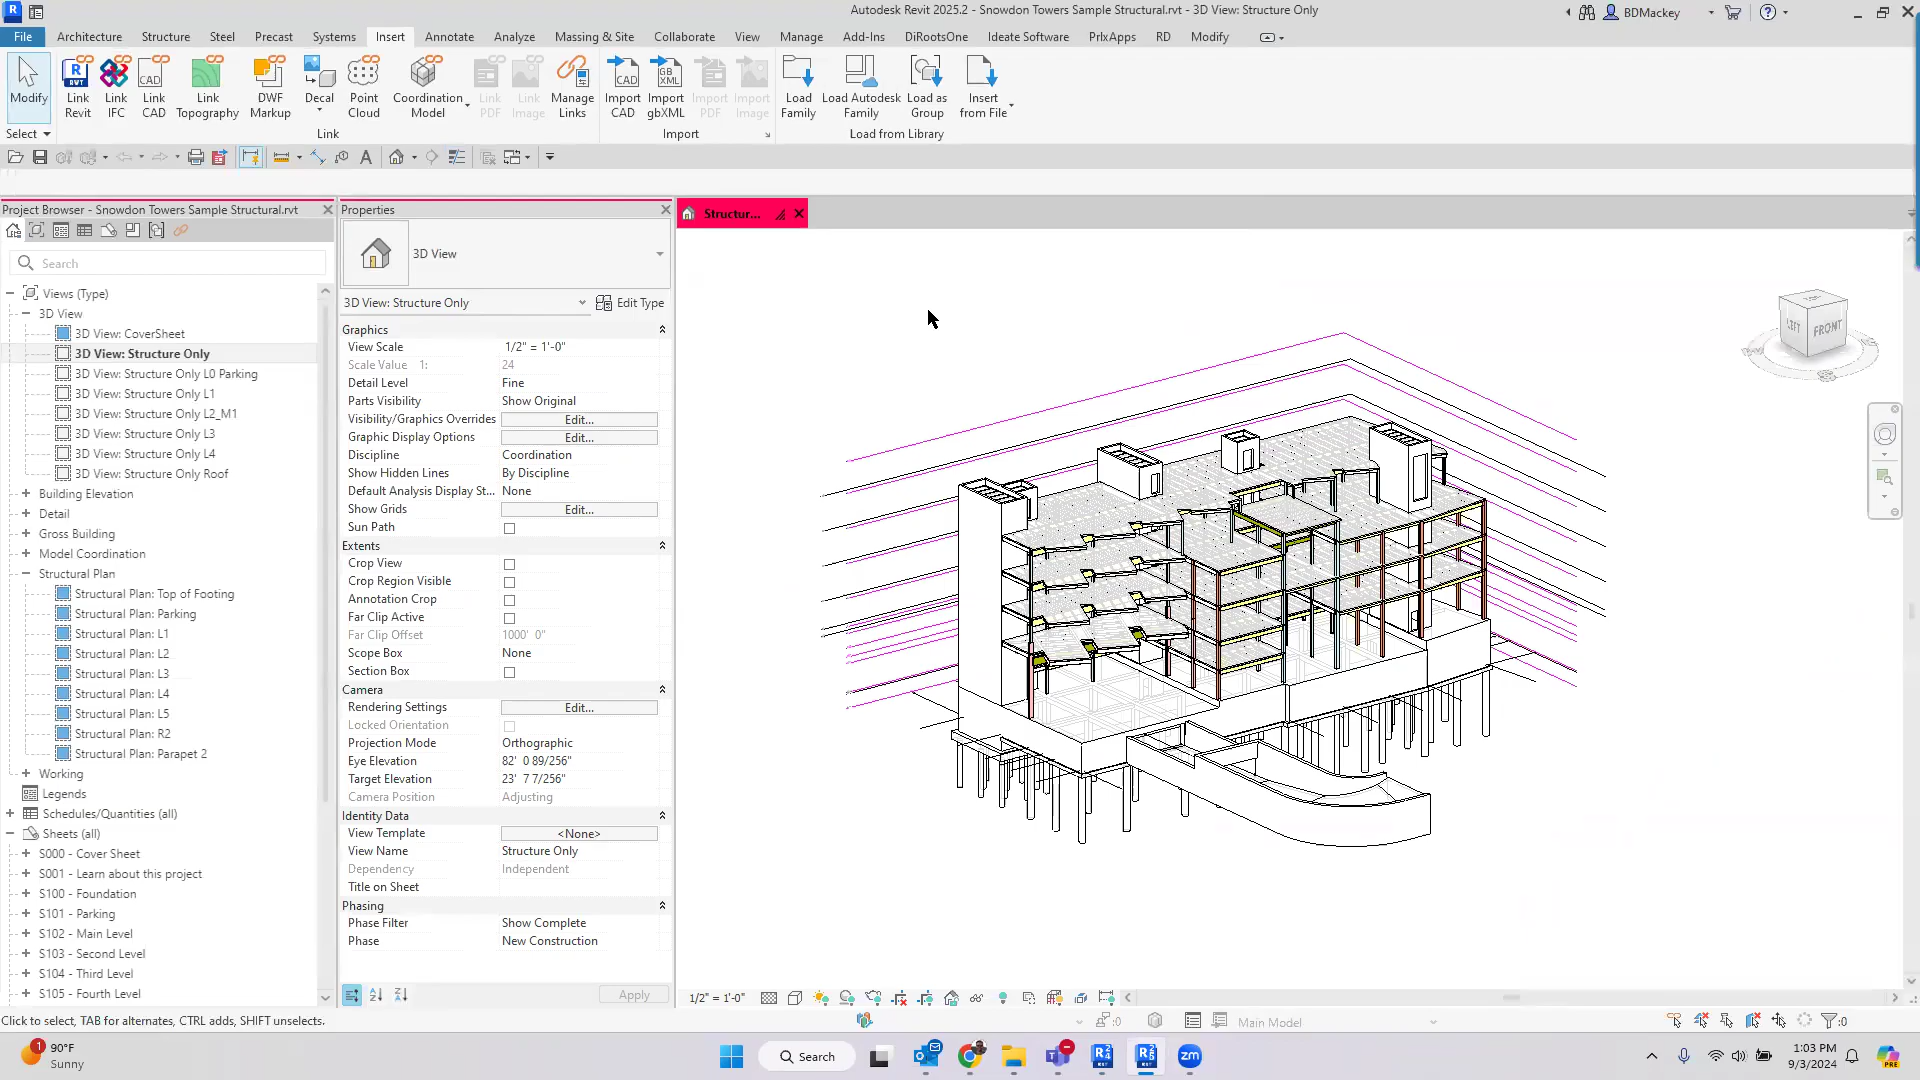 Autodesk Revit 2025.2 - Snowdon Towers Sample Structural.rvt - 3D View: Structure Only
BDMackey
File Architecture Structure Steel Precast Systems Insert Annotate Analyze Massing & Site Collaborate View Manage Add-Ins DiRootsOne Ideate Software PrlxApps RD Modify
Modify
Link Revit
Link IFC
Link CAD
Link Topography
DWF Markup
Decal
Point Cloud
Coordination Model
Link PDF
Link Image
Manage Links
Import CAD
Import gbXML
Import PDF
Import Image
Load Family
Load Autodesk Family
Load as Group
Insert from File
Select
Link
Import
Load from Library
Project Browser - Snowdon Towers Sample Structural.rvt
Search
Views (Type)
3D View
3D View: CoverSheet
3D View: Structure Only
3D View: Structure Only L0 Parking
3D View: Structure Only L1
3D View: Structure Only L2_M1
3D View: Structure Only L3
3D View: Structure Only L4
3D View: Structure Only Roof
Building Elevation
Detail
Gross Building
Model Coordination
Structural Plan
Structural Plan: Top of Footing
Structural Plan: Parking
Structural Plan: L1
Structural Plan: L2
Structural Plan: L3
Structural Plan: L4
Structural Plan: L5
Structural Plan: R2
Structural Plan: Parapet 2
Working
Legends
Schedules/Quantities (all)
Sheets (all)
S000 - Cover Sheet
S001 - Learn about this project
S100 - Foundation
S101 - Parking
S102 - Main Level
S103 - Second Level
S104 - Third Level
S105 - Fourth Level
Properties
3D View
3D View: Structure Only
Edit Type
Graphics
View Scale 1/2" = 1'-0"
Scale Value 1: 24
Detail Level Fine
Parts Visibility Show Original
Visibility/Graphics Overrides Edit...
Graphic Display Options Edit...
Discipline Coordination
Show Hidden Lines By Discipline
Default Analysis Display St... None
Show Grids Edit...
Sun Path
Extents
Crop View
Crop Region Visible
Annotation Crop
Far Clip Active
Far Clip Offset 1000' 0"
Scope Box None
Section Box
Camera
Rendering Settings Edit...
Locked Orientation
Projection Mode Orthographic
Eye Elevation 82' 0 89/256"
Target Elevation 23' 7 7/256"
Camera Position Adjusting
Identity Data
View Template <None>
View Name Structure Only
Dependency Independent
Title on Sheet
Phasing
Phase Filter Show Complete
Phase New Construction
Apply
Structur...
LEFT FRONT
1/2" = 1'-0"
Click to select, TAB for alternates, CTRL adds, SHIFT unselects.
:0
Main Model
:0
1
90°F
Sunny
Search
zm
1:03 PM
9/3/2024